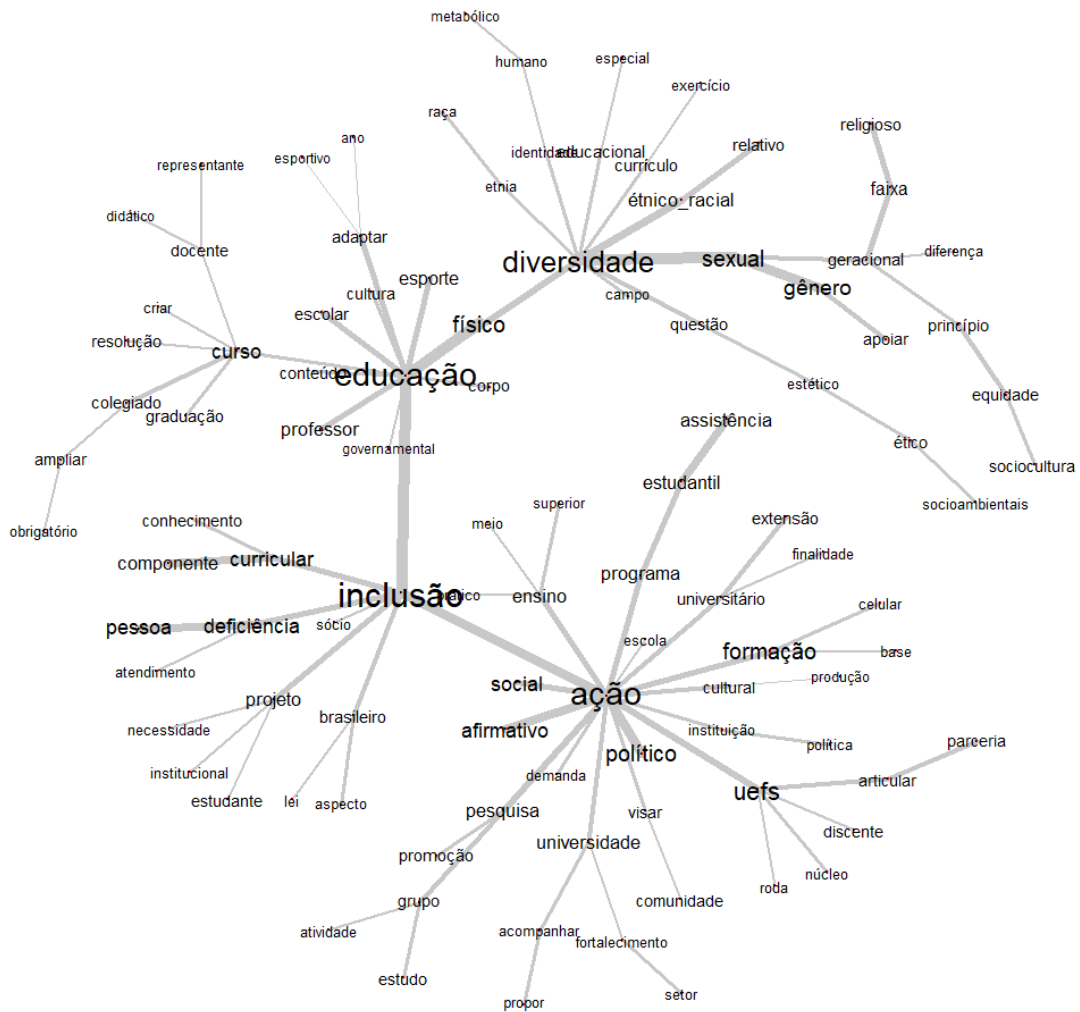 metabólico
humano
especial
exercício
raça
religioso
ano
identidade
educacional
relativo
representante
esportivo
currículo
etnia
faixa
étnico_racial
didático
adaptar
docente
diversidade
sexual
geracional
diferença
esporte
gênero
cultura
campo
criar
escolar
físico
questão
princípio
resolução
curso
apoiar
conteúdo
educação
corpo
estético
equidade
colegiado
graduação
professor
assistência
governamental
ético
ampliar
sociocultura
estudantil
superior
socioambientais
conhecimento
meio
extensão
obrigatório
componente
curricular
finalidade
programa
inclusão
prático
ensino
universitário
celular
pessoa
deficiência
sócio
escola
formação
base
atendimento
social
ação
cultural
produção
projeto
brasileiro
necessidade
afirmativo
instituição
política
parceria
político
institucional
demanda
uefs
articular
estudante
lei
aspecto
pesquisa
visar
discente
universidade
promoção
núcleo
roda
grupo
comunidade
atividade
acompanhar
fortalecimento
estudo
setor
propor